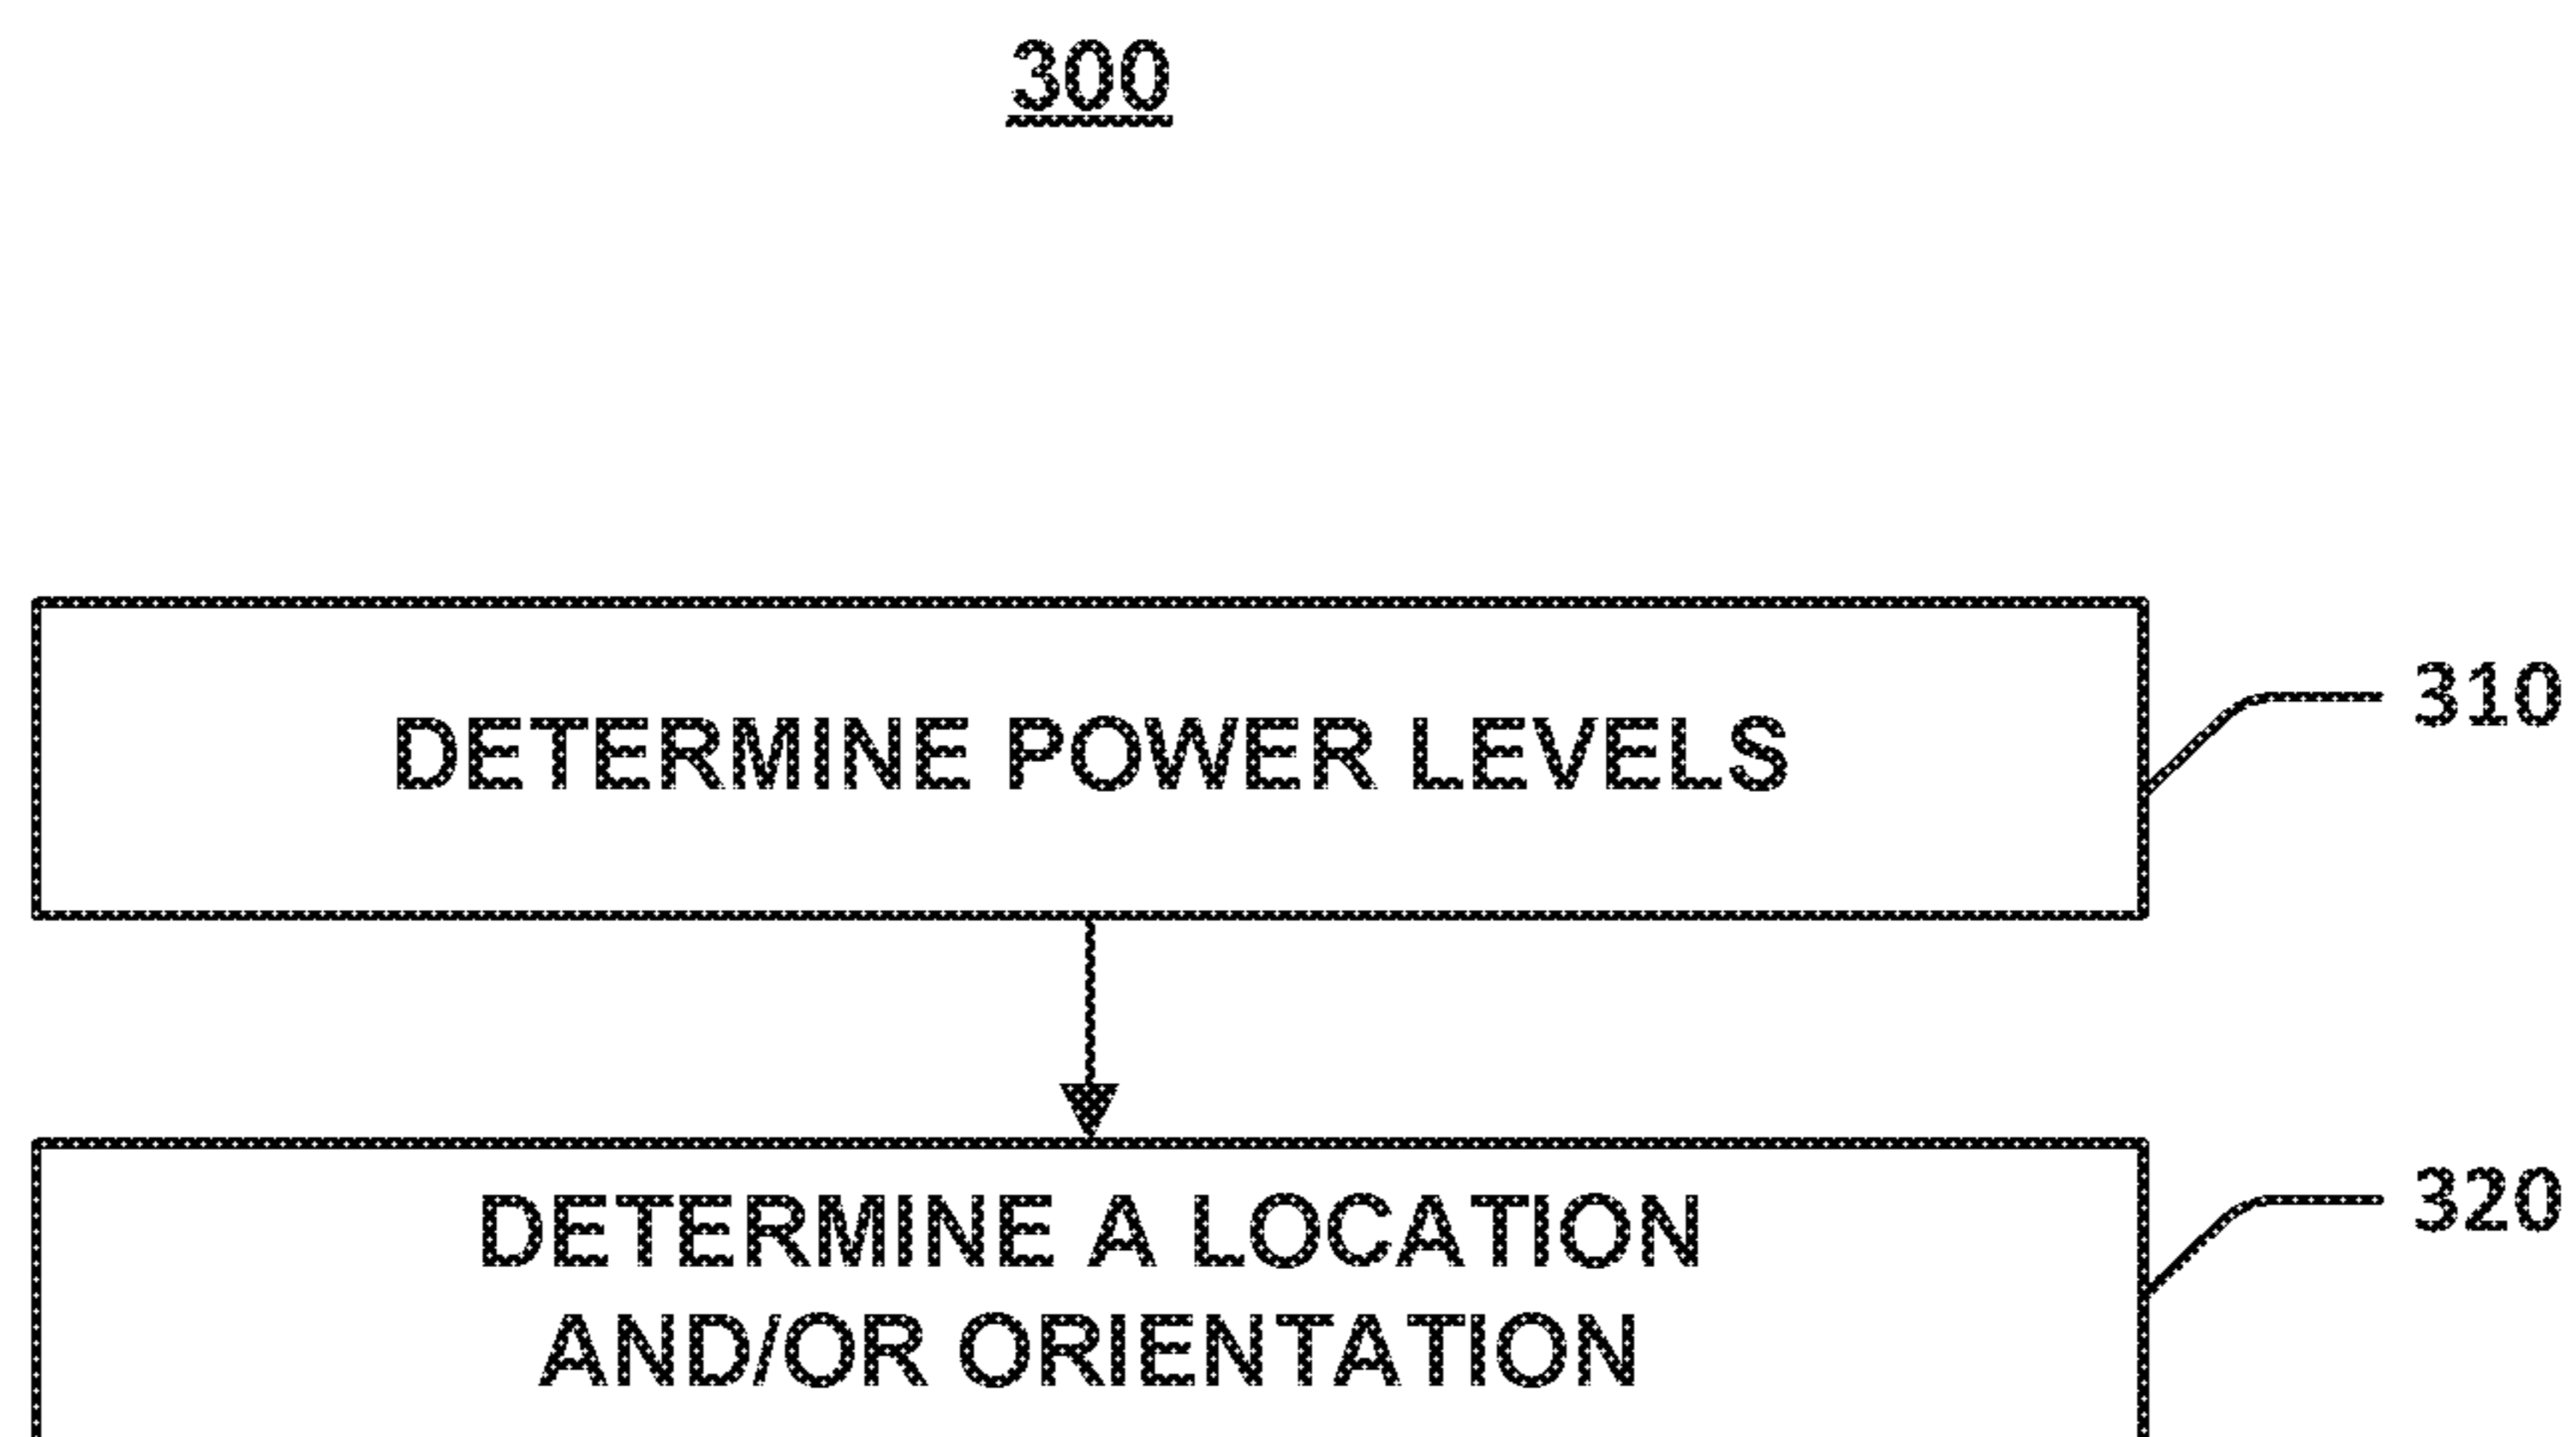 300
DETERMINE POWER LEVELS
310
DETERMINE A LOCATION
AND/OR ORIENTATION
320